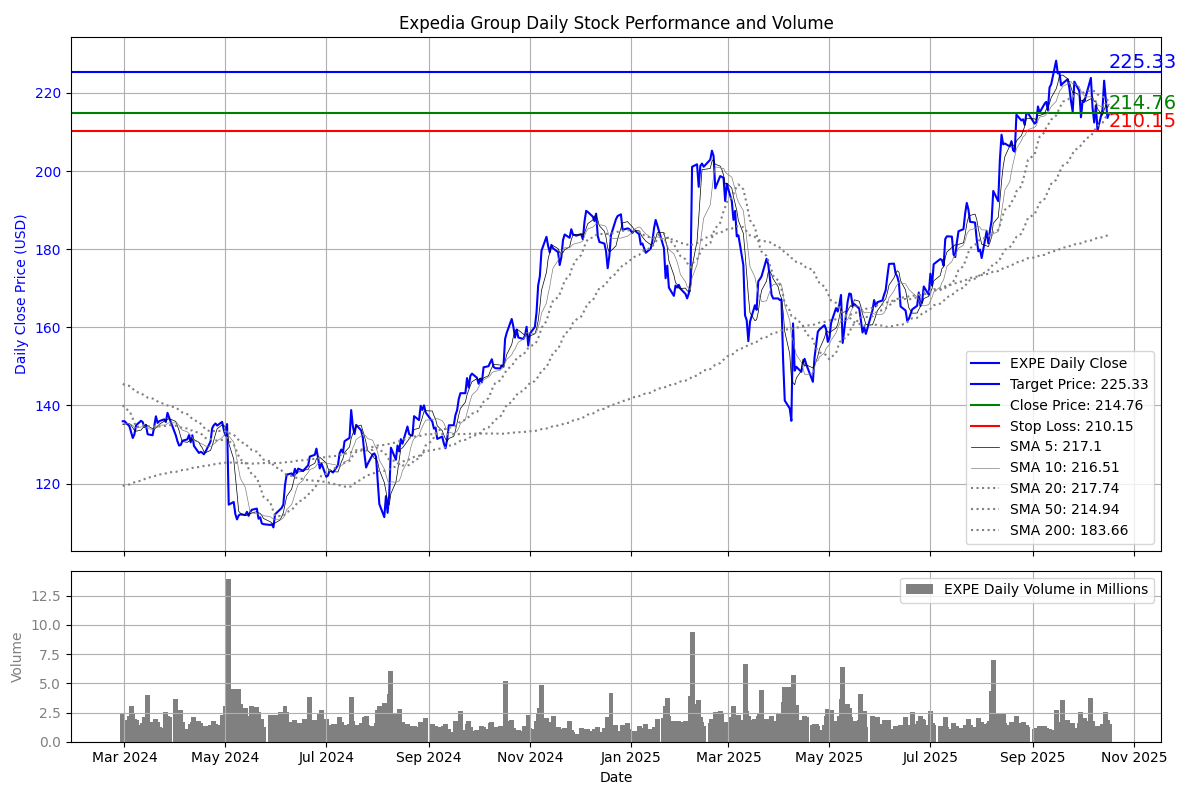 Expedia Group Daily Stock Performance and Volume
225.33
214.76
210.15
220
200
180
160
140
120
Daily Close Price (USD)
EXPE Daily Close
Target Price: 225.33
Close Price: 214.76
Stop Loss: 210.15
SMA 5: 217.1
SMA 10: 216.51
SMA 20: 217.74
SMA 50: 214.94
SMA 200: 183.66
EXPE Daily Volume in Millions
12.5
10.0
7.5
5.0
2.5
0.0
Volume
Mar 2024 May 2024 Jul 2024 Sep 2024 Nov 2024 Jan 2025 Mar 2025 May 2025 Jul 2025 Sep 2025 Nov 2025
Date